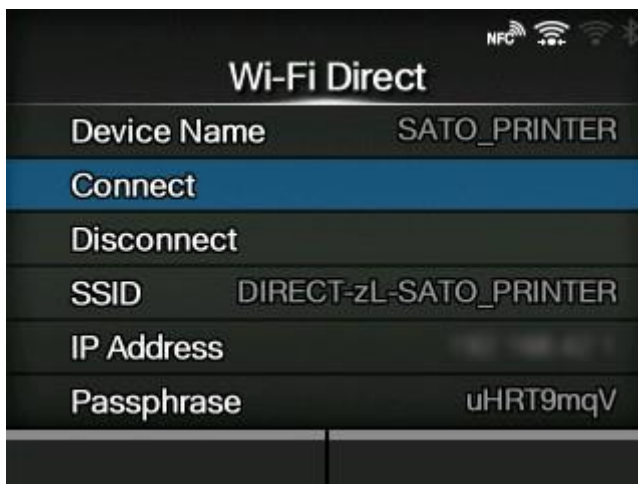 NFC
Wi-Fi Direct
Device Name SATO_PRINTER
Connect
Disconnect
SSID DIRECT-zL-SATO_PRINTER
IP Address
Passphrase uHRT9mqV